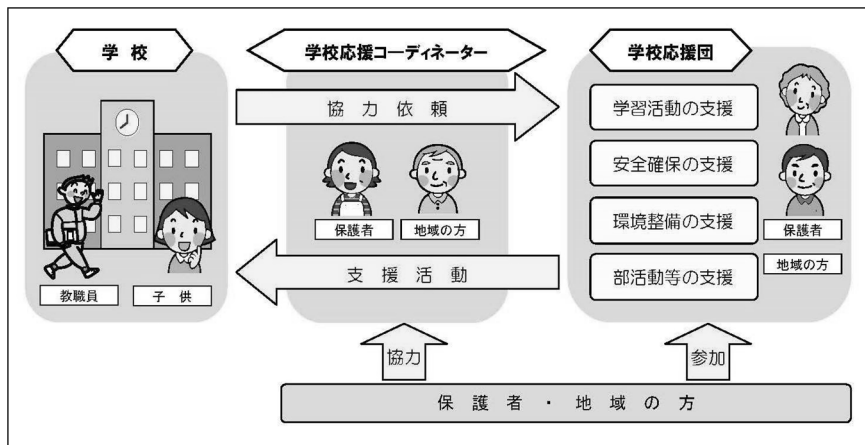 学校
学校応援コーディネーター
学校応援団
協力依頼
学習活動の支援
安全確保の支援
環境整備の支援
部活動等の支援
保護者
地域の方
保護者
地域の方
支援活動
教職員
子供
協力
参加
保護者・地域の方